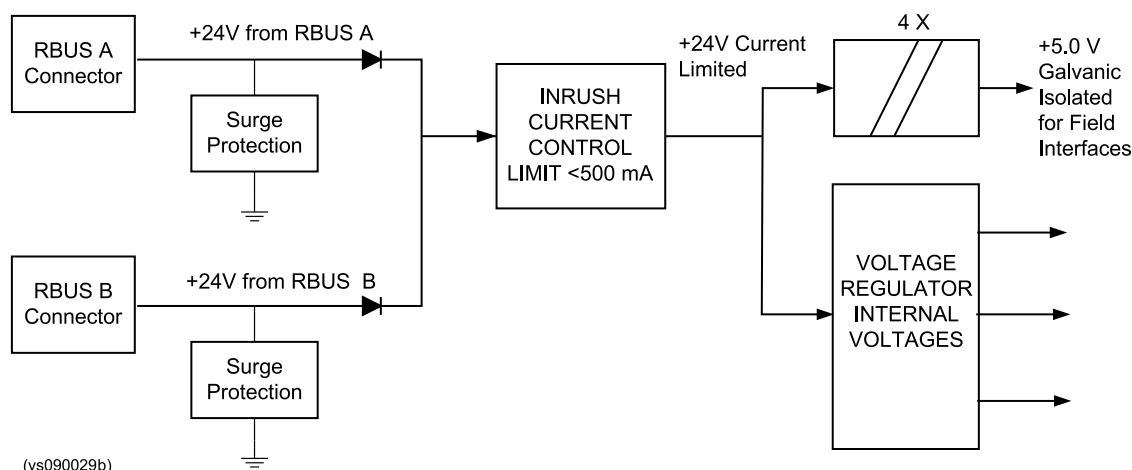 RBUS A
Connector
+24V from RBUS A
Surge
Protection
RBUS B
Connector
+24V from RBUS B
Surge
Protection
INRUSH
CURRENT
CONTROL
LIMIT <500 mA
+24V Current
Limited
4 X
+5.0 V
Galvanic
Isolated
for Field
Interfaces
VOLTAGE
REGULATOR
INTERNAL
VOLTAGES
(vs090029b)